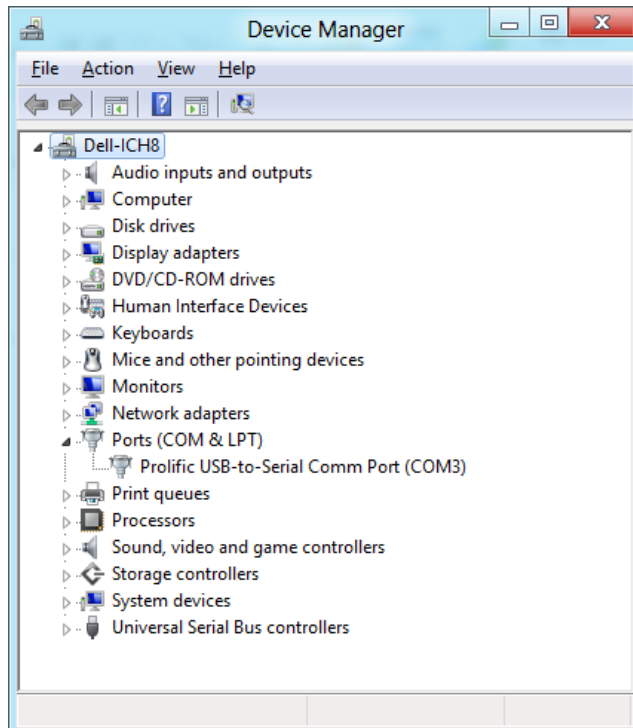 Device Manager
File Action View Help
Dell-ICH8
Audio inputs and outputs
Computer
Disk drives
Display adapters
DVD/CD-ROM drives
Human Interface Devices
Keyboards
Mice and other pointing devices
Monitors
Network adapters
Ports (COM & LPT)
Prolific USB-to-Serial Comm Port (COM3)
Print queues
Processors
Sound, video and game controllers
Storage controllers
System devices
Universal Serial Bus controllers